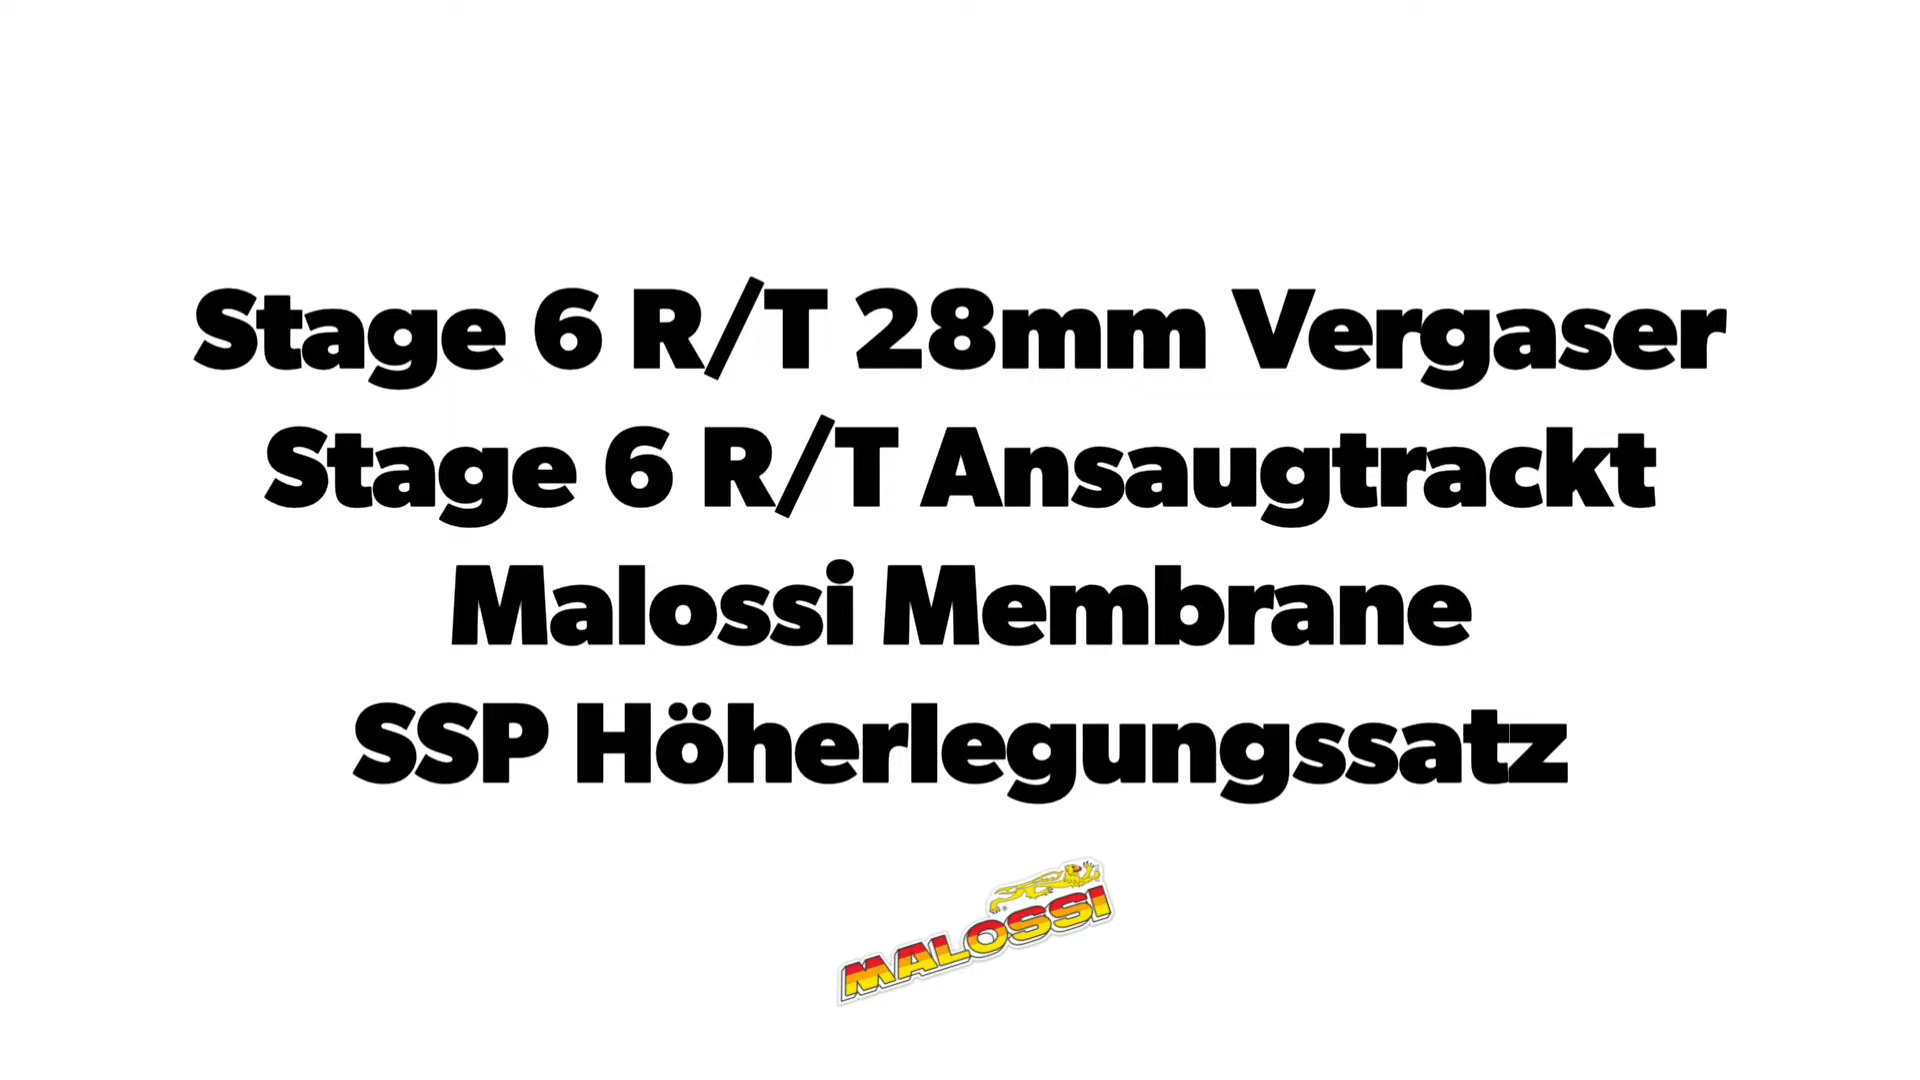 Stage 6 R/T 28mm Vergaser
Stage 6 R/T Ansaugtrackt
Malossi Membrane
SSP Höherlegungssatz
MALOSSI